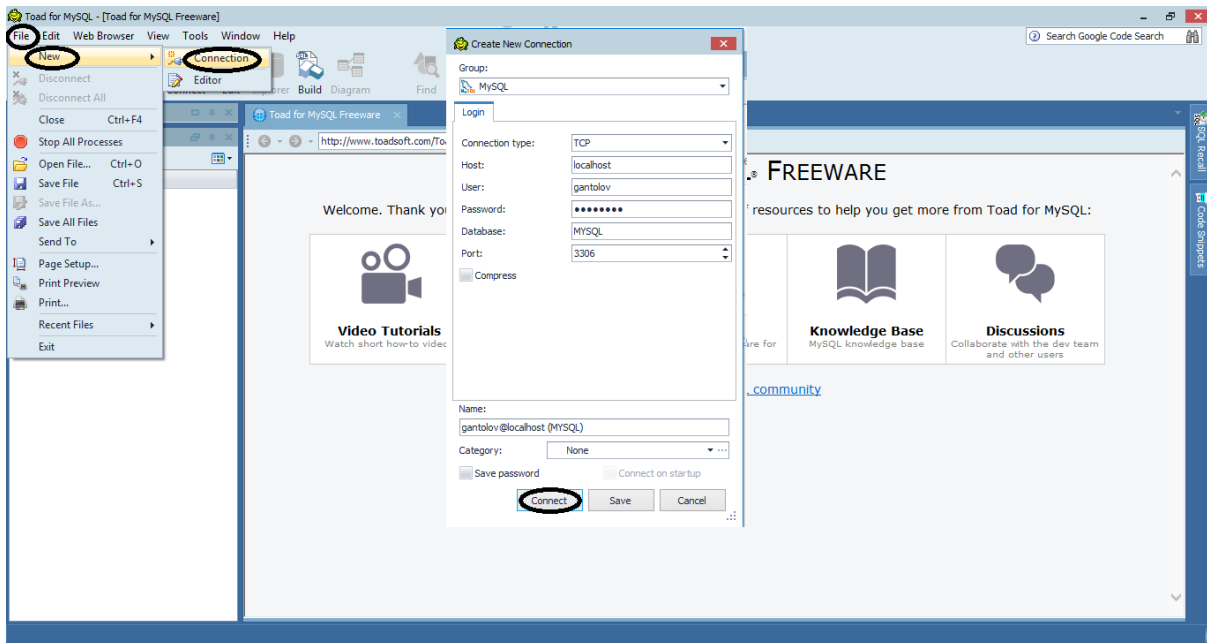 Toad for MySQL - [Toad for MySQL Freeware]
File Edit Web Browser View Tools Window Help
Search Google Code Search
New
Disconnect
Disconnect All
Close Ctrl+F4
Stop All Processes
Open File... Ctrl+O
Save File Ctrl+S
Save File As...
Save All Files
Send To
Page Setup...
Print Preview
Print...
Recent Files
Exit
Connection
Editor
Build Diagram Find
Toad for MySQL Freeware
http://www.toadsoft.com/To
FREEWARE
Welcome. Thank yo
resources to help you get more from Toad for MySQL:
Video Tutorials
Watch short how-to video
are for
Knowledge Base
MySQL knowledge base
Discussions
Collaborate with the dev team
and other users
community
Create New Connection
Group:
MySQL
Login
Connection type: TCP
Host: localhost
User: gantolov
Password: ••••••••
Database: MYSQL
Port: 3306
Compress
Name:
gantolov@localhost (MYSQL)
Category: None
Save password Connect on startup
Connect Save Cancel
SQL Recall
Code Snippets